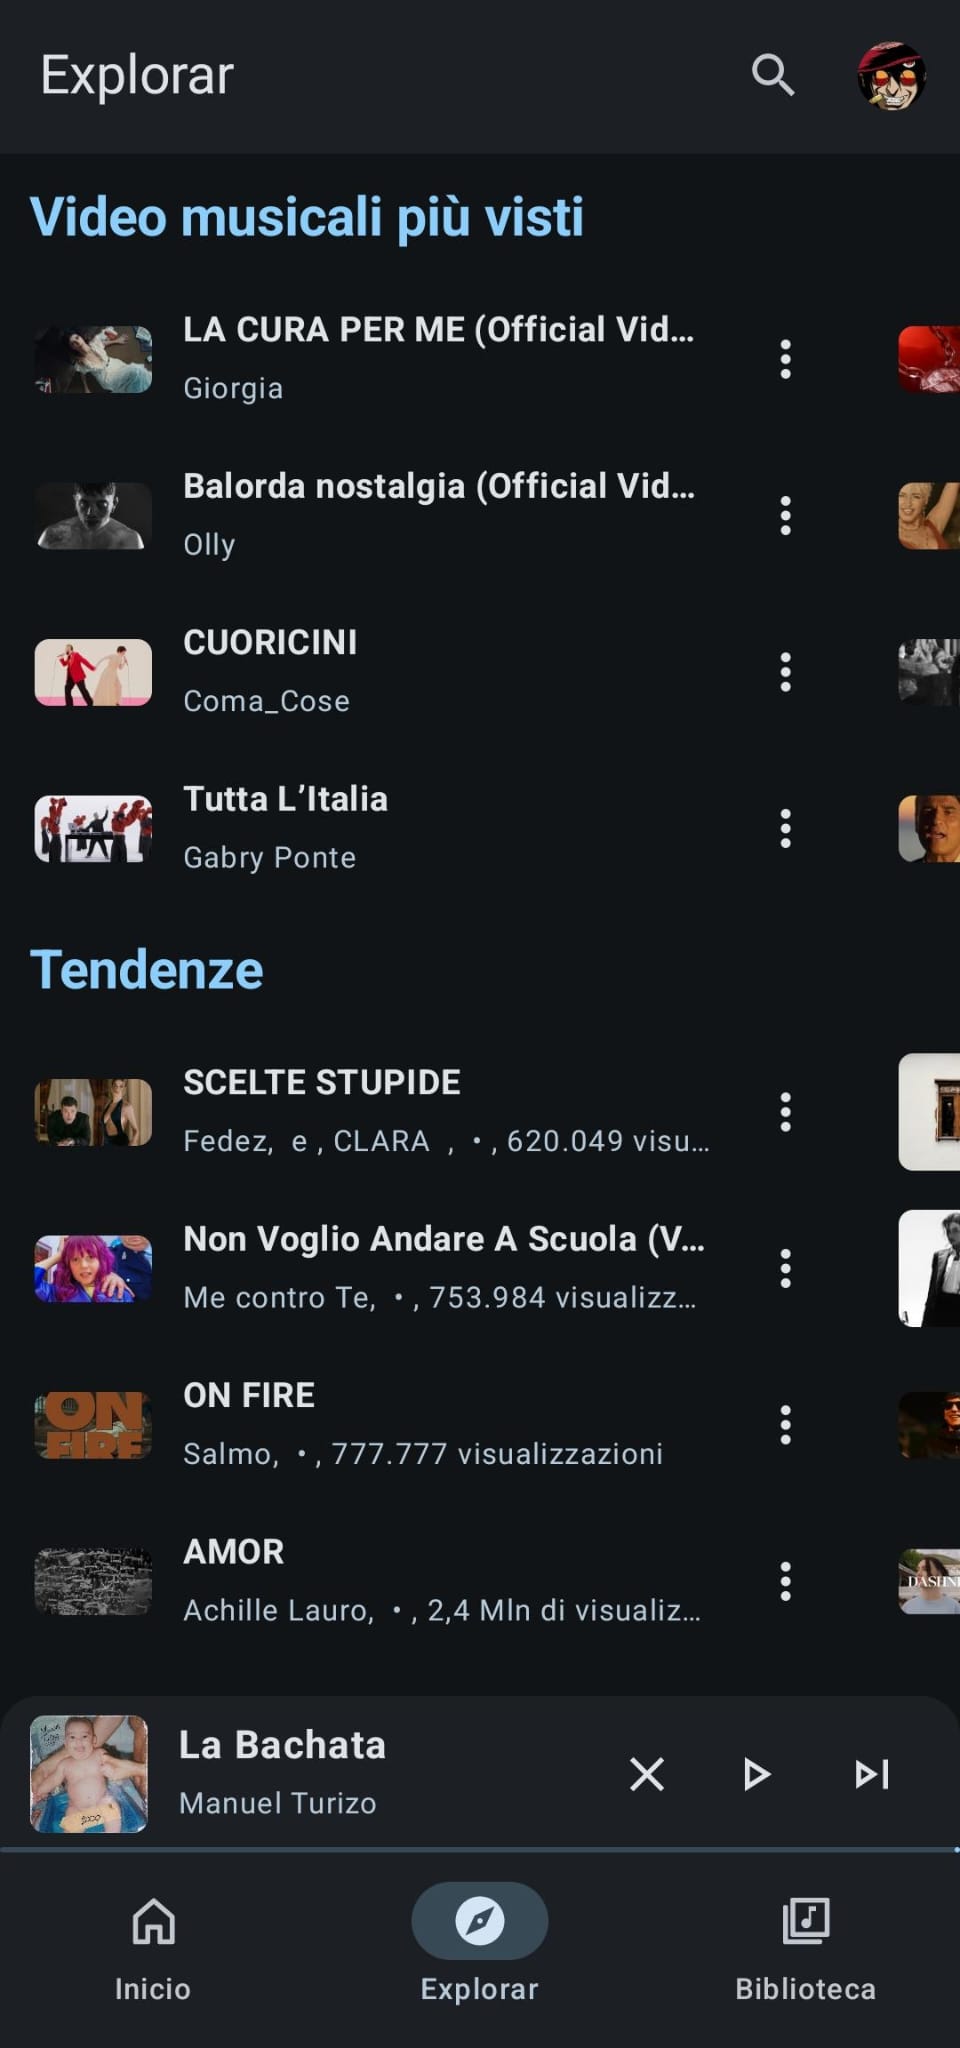 Explorar
Video musicali più visti
LA CURA PER ME (Official Vid...
Giorgia
Balorda nostalgia (Official Vid...
Olly
CUORICINI
Coma_Cose
Tutta L’Italia
Gabry Ponte
Tendenze
SCELTE STUPIDE
Fedez,  e , CLARA  ,  • , 620.049 visu...
Non Voglio Andare A Scuola (V...
Me contro Te,  • , 753.984 visualizz...
ON FIRE
ON FIRE
Salmo,  • , 777.777 visualizzazioni
AMOR
Achille Lauro,  • , 2,4 Mln di visualiz...
La Bachata
Manuel Turizo
Inicio
Explorar
Biblioteca